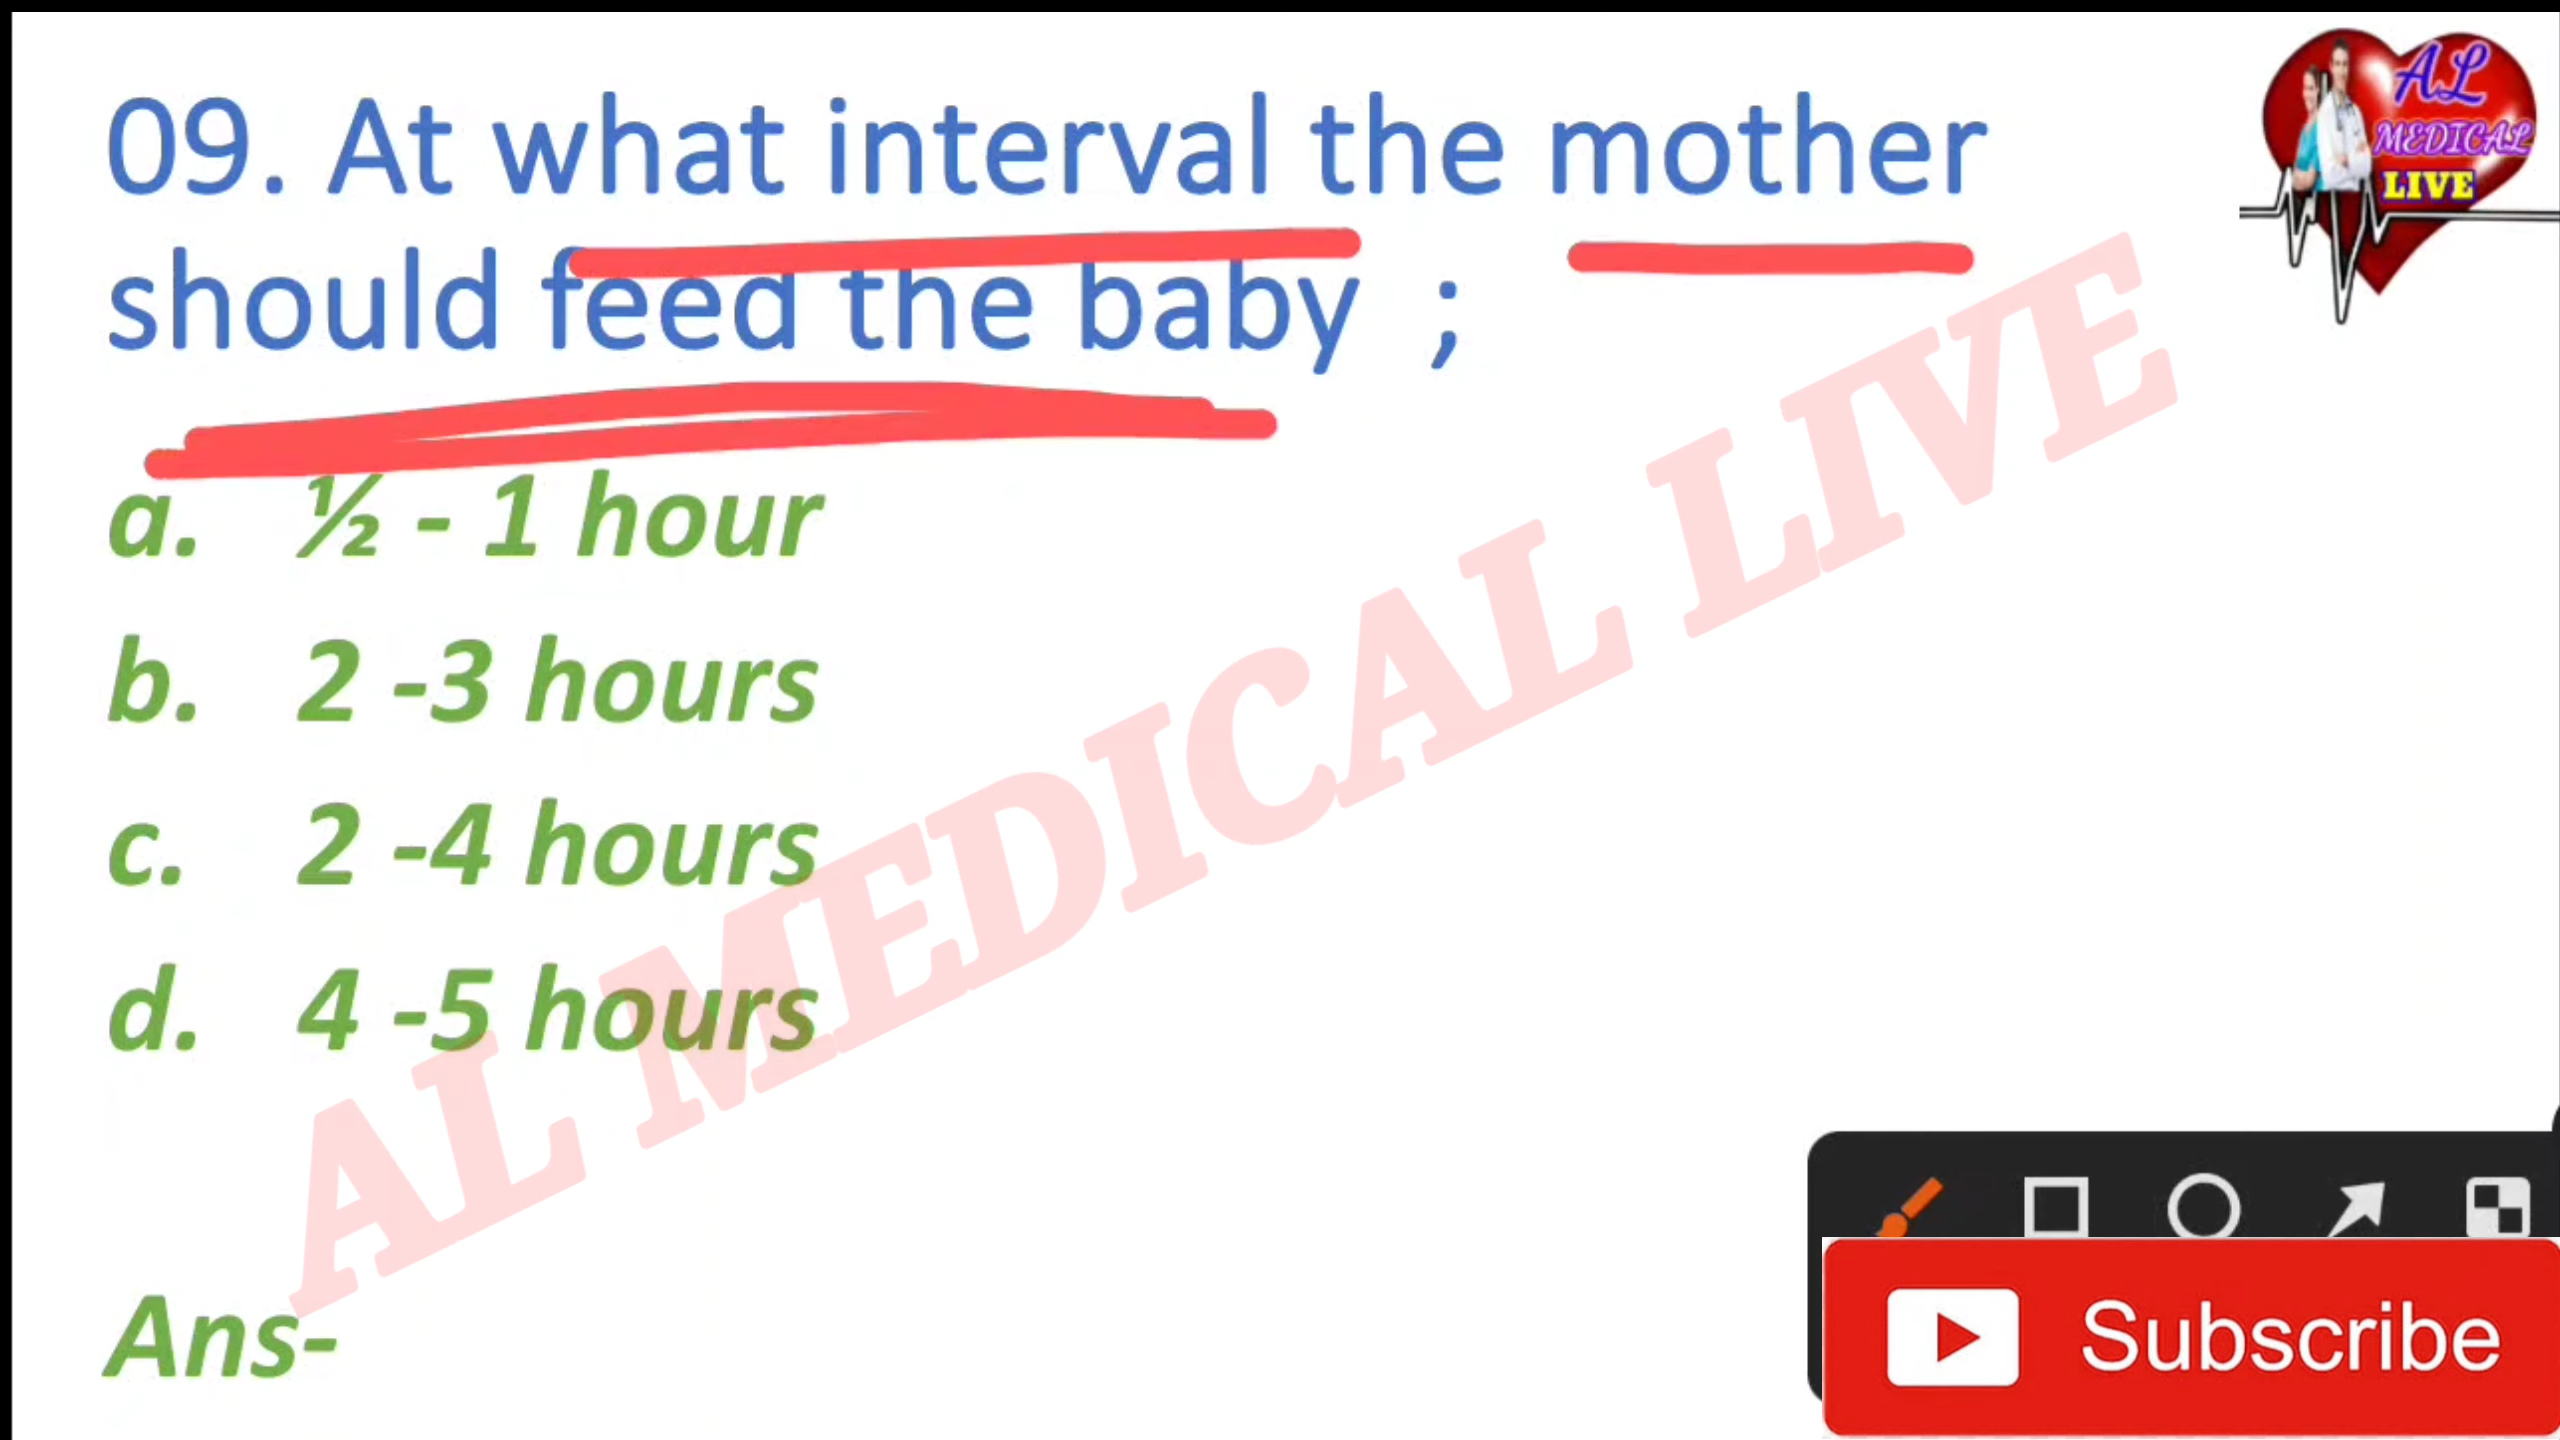 09. At what interval the mother
should feed the baby ;
a. ½ - 1 hour
b. 2 -3 hours
c. 2 -4 hours
d. 4 -5 hours
Ans-
AL MEDICAL LIVE
AL
MEDICAL
LIVE
Subscribe